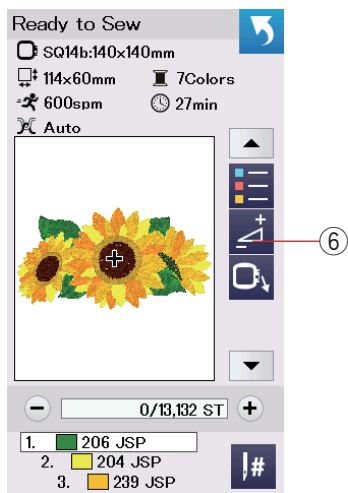 Ready to Sew
SQ14b:140x140mm
114x60mm 7Colors
600spm 27min
Auto
+
−
⑥
− 0/13,132 ST +
1. 206 JSP
2. 204 JSP
3. 239 JSP
#